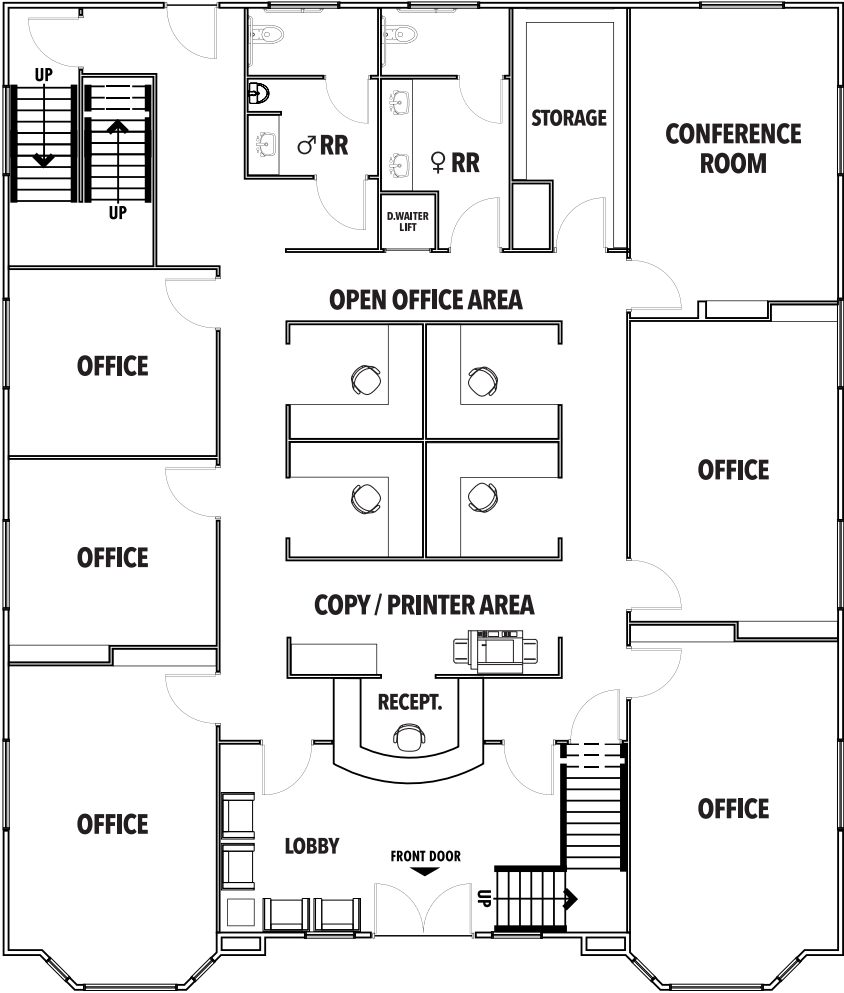 UP
UP
♂ RR
♀ RR
D.WAITER
LIFT
STORAGE
CONFERENCE
ROOM
OPEN OFFICE AREA
OFFICE
OFFICE
OFFICE
COPY / PRINTER AREA
RECEPT.
OFFICE
OFFICE
LOBBY
FRONT DOOR
UP